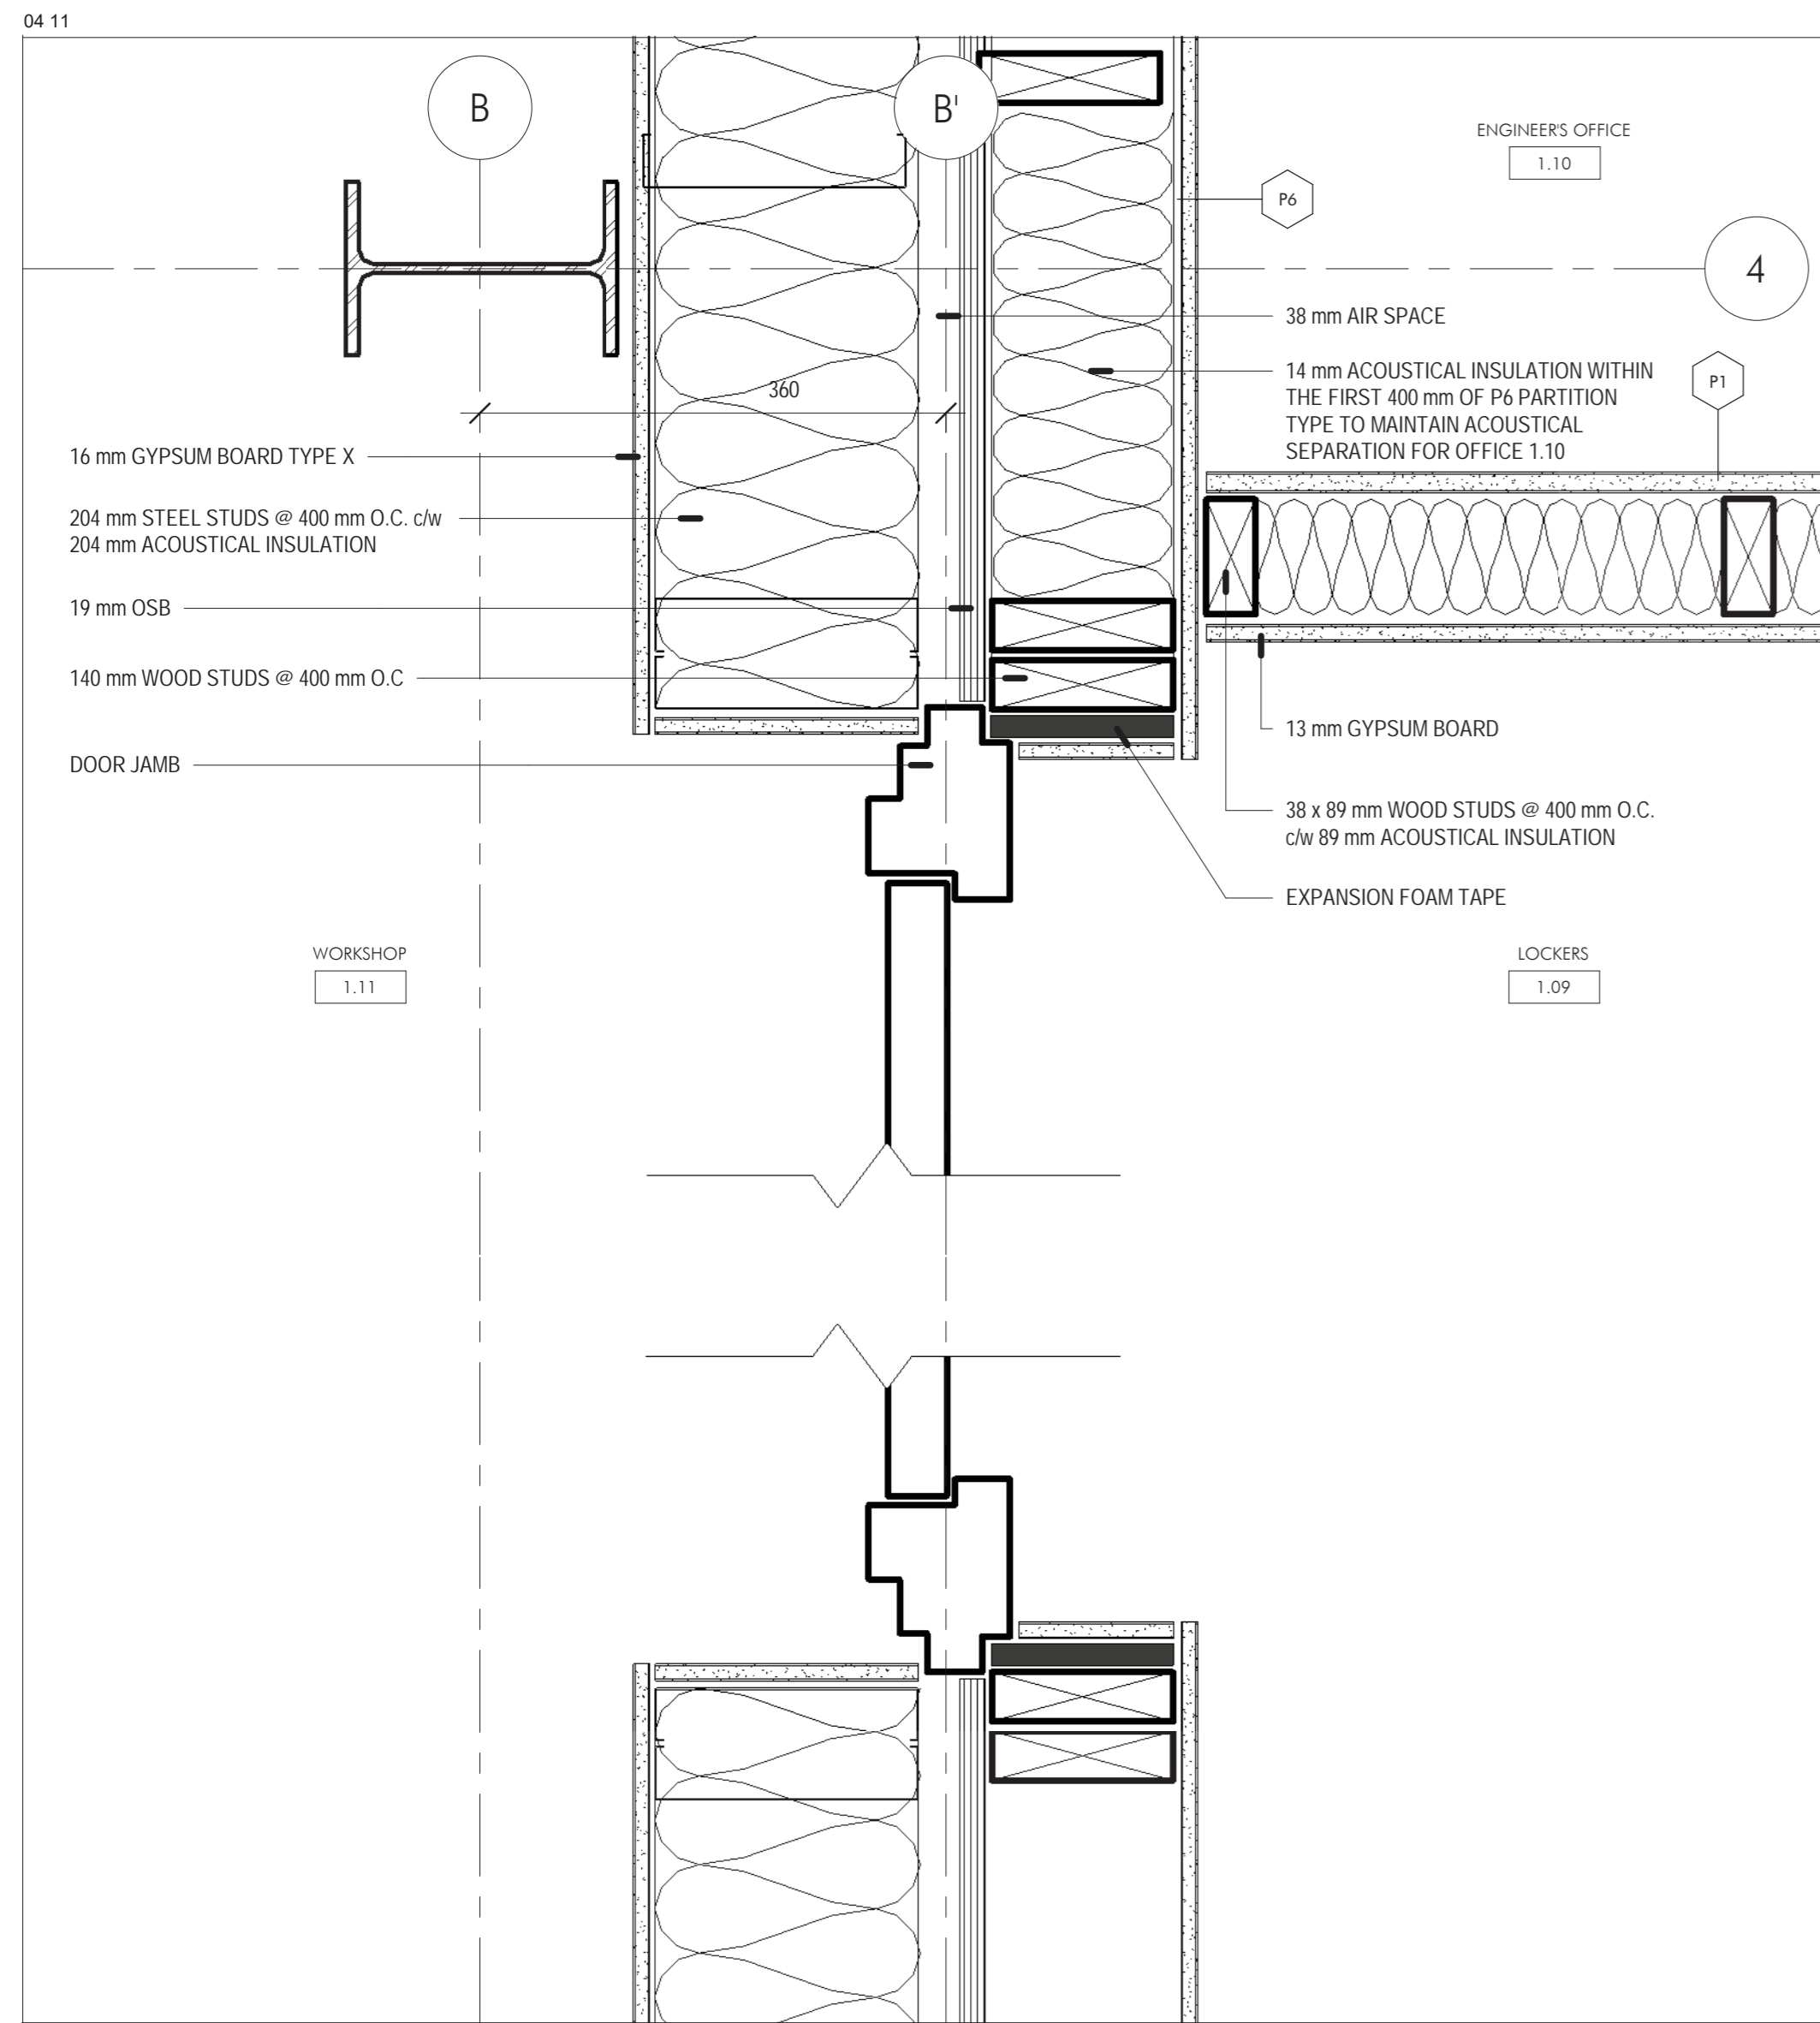 04 11
B
B'
ENGINEER'S OFFICE
1.10
P6
4
38 mm AIR SPACE
14 mm ACOUSTICAL INSULATION WITHIN
THE FIRST 400 mm OF P6 PARTITION
TYPE TO MAINTAIN ACOUSTICAL
SEPARATION FOR OFFICE 1.10
P1
360
16 mm GYPSUM BOARD TYPE X
204 mm STEEL STUDS @ 400 mm O.C. c/w
204 mm ACOUSTICAL INSULATION
19 mm OSB
140 mm WOOD STUDS @ 400 mm O.C
DOOR JAMB
13 mm GYPSUM BOARD
38 x 89 mm WOOD STUDS @ 400 mm O.C.
c/w 89 mm ACOUSTICAL INSULATION
EXPANSION FOAM TAPE
WORKSHOP
1.11
LOCKERS
1.09